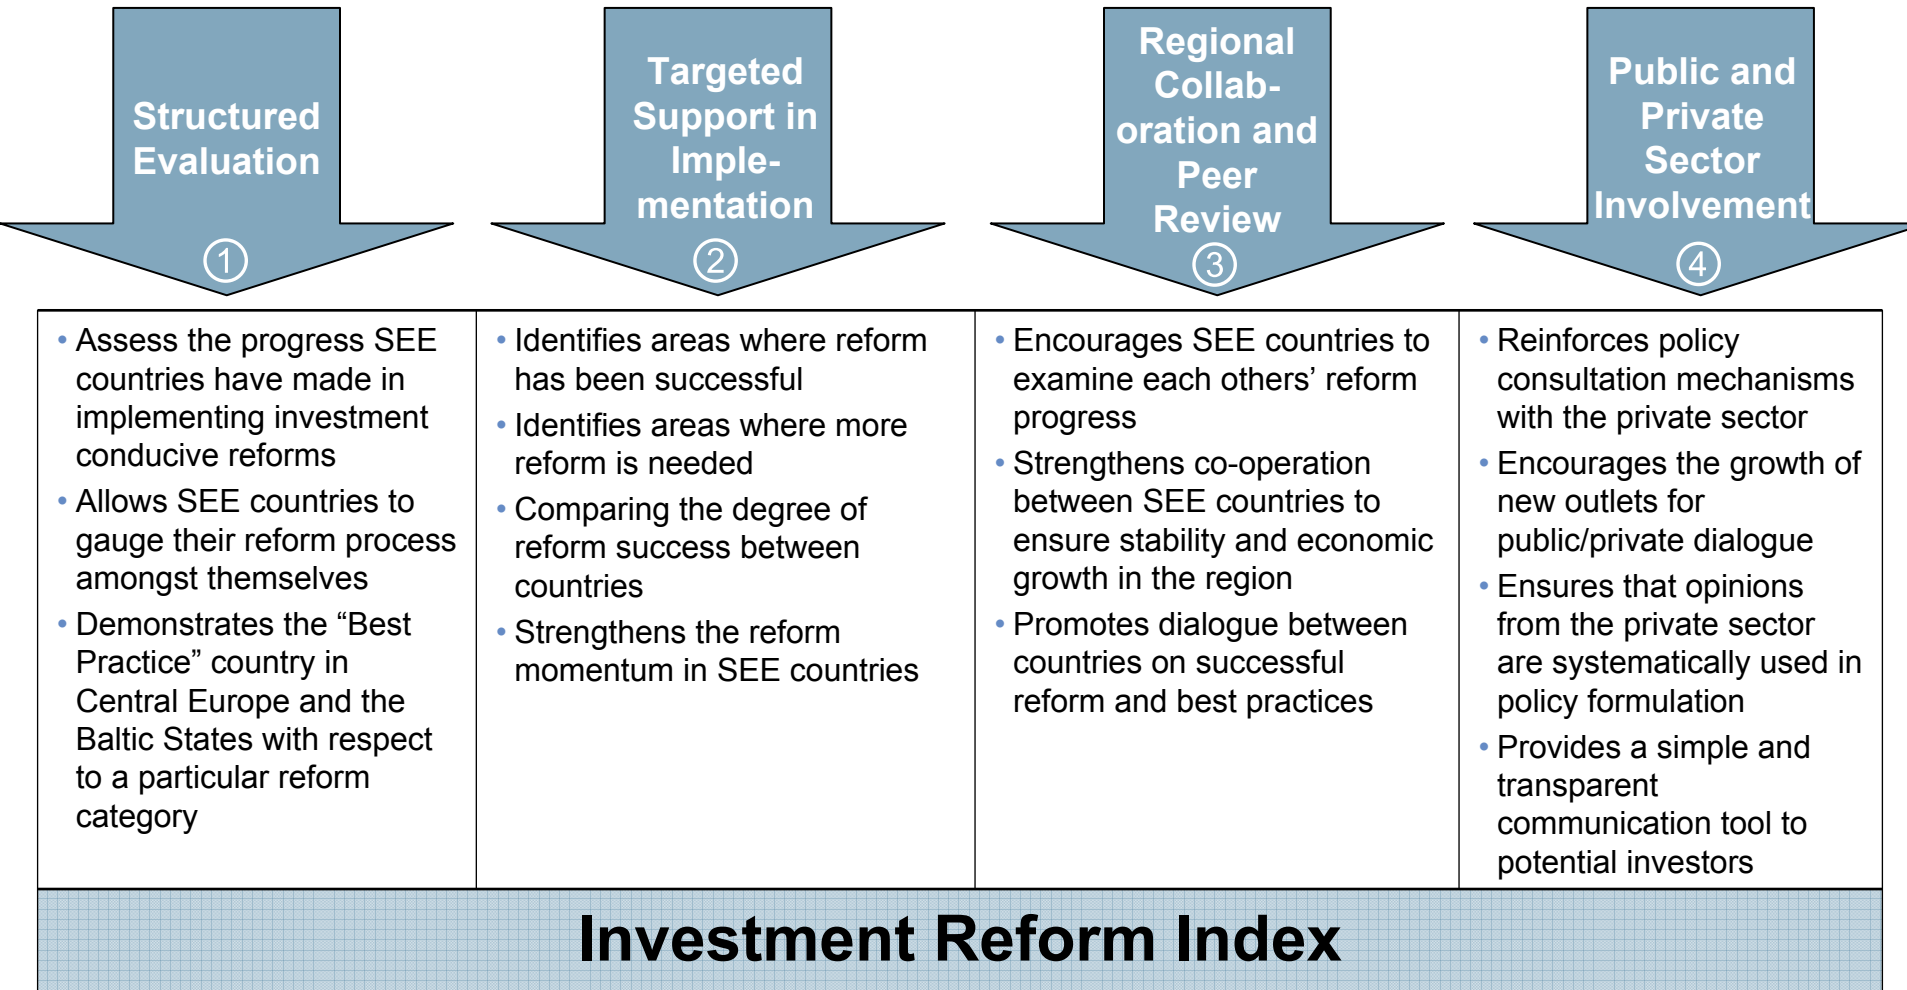 Structured
Evaluation
①
Targeted
Support in
Imple-
mentation
②
Regional
Collab-
oration and
Peer
Review
③
Public and
Private
Sector
Involvement
④
• Assess the progress SEE
countries have made in
implementing investment
conducive reforms
• Allows SEE countries to
gauge their reform process
amongst themselves
• Demonstrates the “Best
Practice” country in
Central Europe and the
Baltic States with respect
to a particular reform
category
• Identifies areas where reform
has been successful
• Identifies areas where more
reform is needed
• Comparing the degree of
reform success between
countries
• Strengthens the reform
momentum in SEE countries
• Encourages SEE countries to
examine each others’ reform
progress
• Strengthens co-operation
between SEE countries to
ensure stability and economic
growth in the region
• Promotes dialogue between
countries on successful
reform and best practices
• Reinforces policy
consultation mechanisms
with the private sector
• Encourages the growth of
new outlets for
public/private dialogue
• Ensures that opinions
from the private sector
are systematically used in
policy formulation
• Provides a simple and
transparent
communication tool to
potential investors
Investment Reform Index